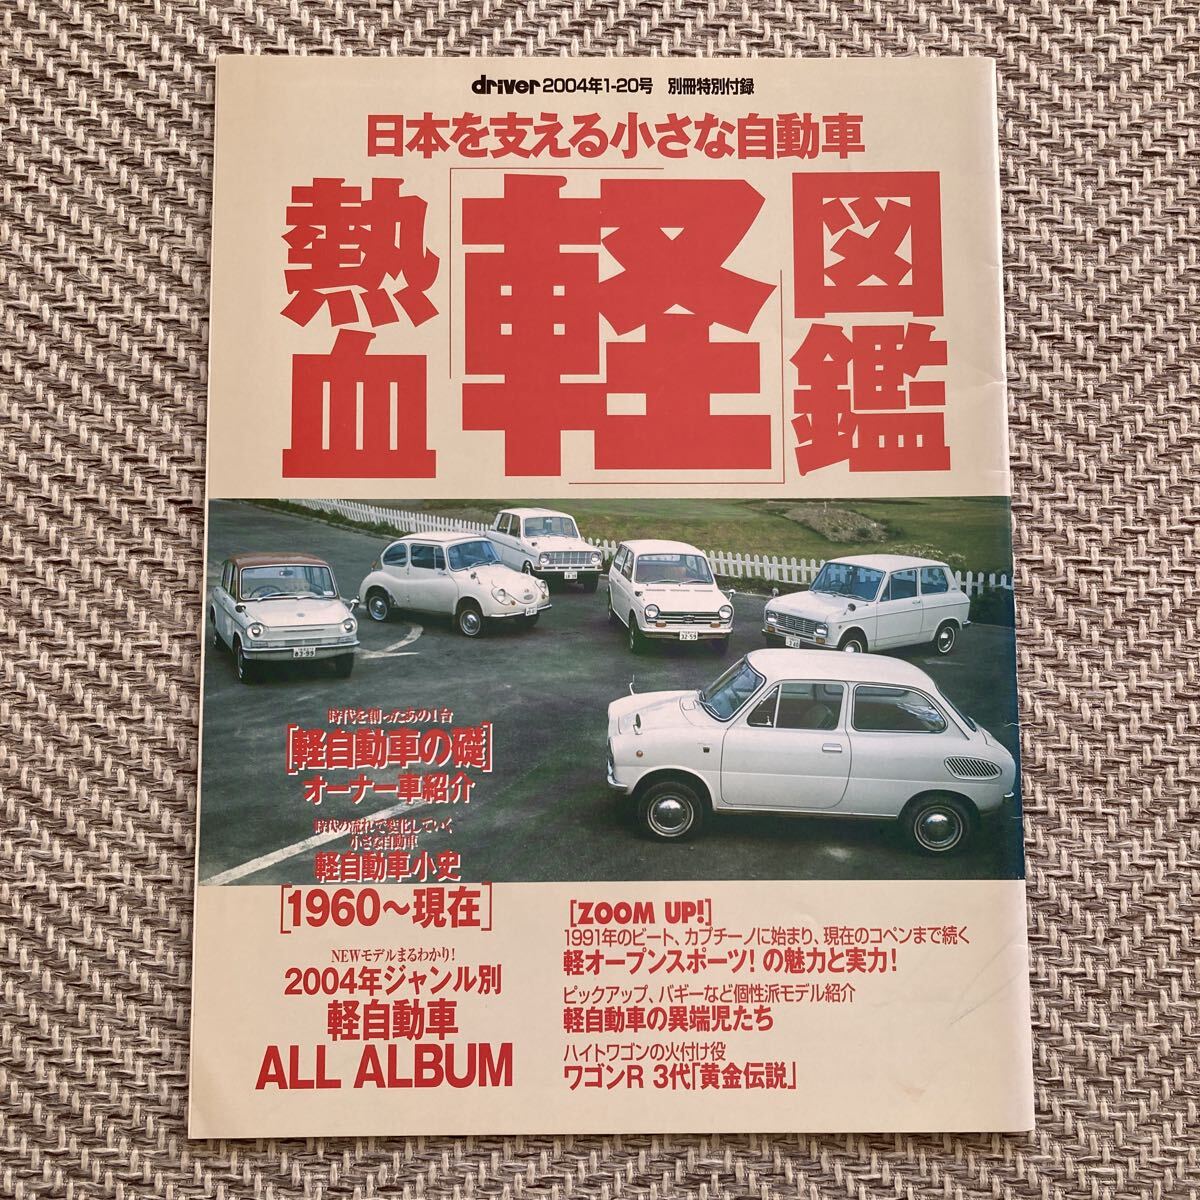 driver 2004年1-20号 別冊特別付録
日本を支える小さな自動車
熱血「軽」図鑑
時代を創ったあの1台
[軽自動車の礎]
オーナー車紹介
時代の流れで変化していく
小さな自動車
軽自動車小史
[1960〜現在]
NEWモデルまるわかり!
2004年ジャンル別
軽自動車
ALL ALBUM
[ZOOM UP!]
1991年のビート、カプチーノに始まり、現在のコペンまで続く
軽オープンスポーツ! の魅力と実力!
ピックアップ、バギーなど個性派モデル紹介
軽自動車の異端児たち
ハイトワゴンの火付け役
ワゴンR 3代「黄金伝説」
83-99
32-59